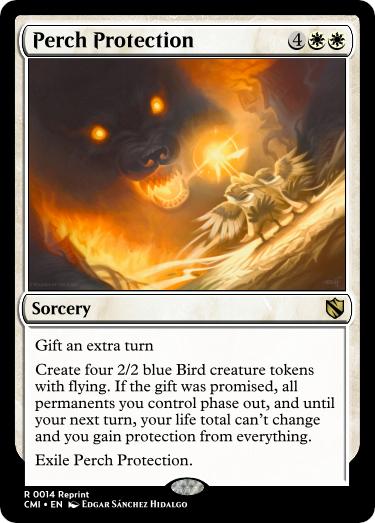 Perch Protection 4
Sorcery
Gift an extra turn
Create four 2/2 blue Bird creature tokens
with flying. If the gift was promised, all
permanents you control phase out, and until
your next turn, your life total can't change
and you gain protection from everything.
Exile Perch Protection.
R 0014 Reprint
CMI • EN Edgar Sánchez Hidalgo